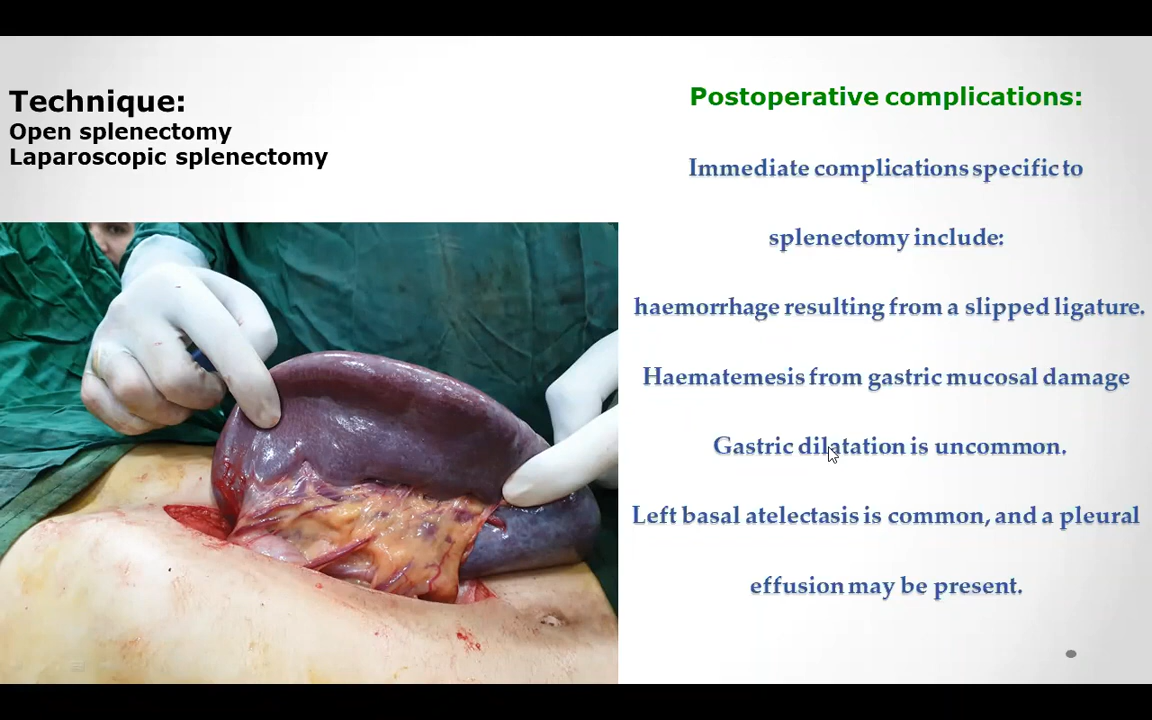 Technique:
Open splenectomy
Laparoscopic splenectomy
Postoperative complications:
Immediate complications specific to
splenectomy include:
haemorrhage resulting from a slipped ligature.
Haematemesis from gastric mucosal damage
Gastric dilatation is uncommon.
Left basal atelectasis is common, and a pleural
effusion may be present.